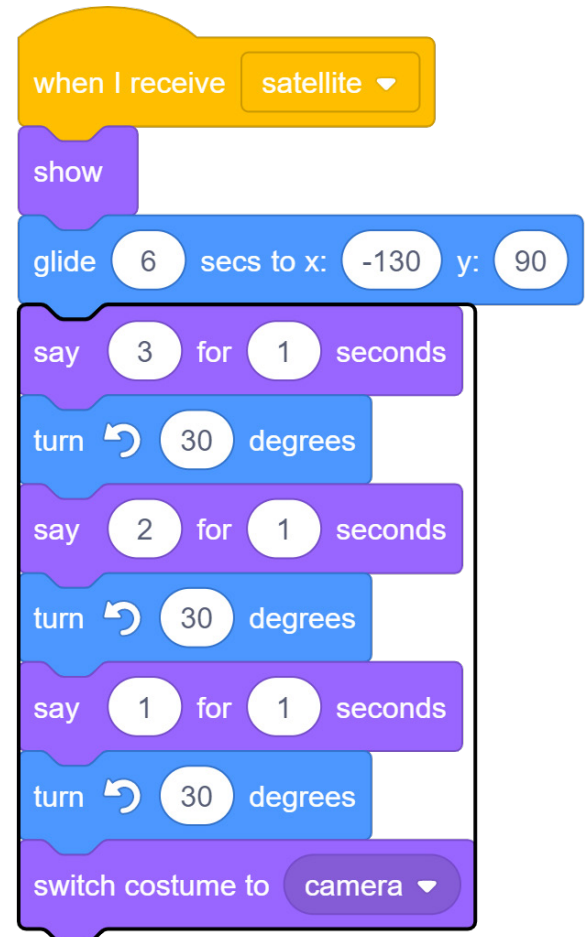 when I receive satellite
show
glide 6 secs to x: -130 y: 90
say 3 for 1 seconds
turn 30 degrees
say 2 for 1 seconds
turn 30 degrees
say 1 for 1 seconds
turn 30 degrees
switch costume to camera